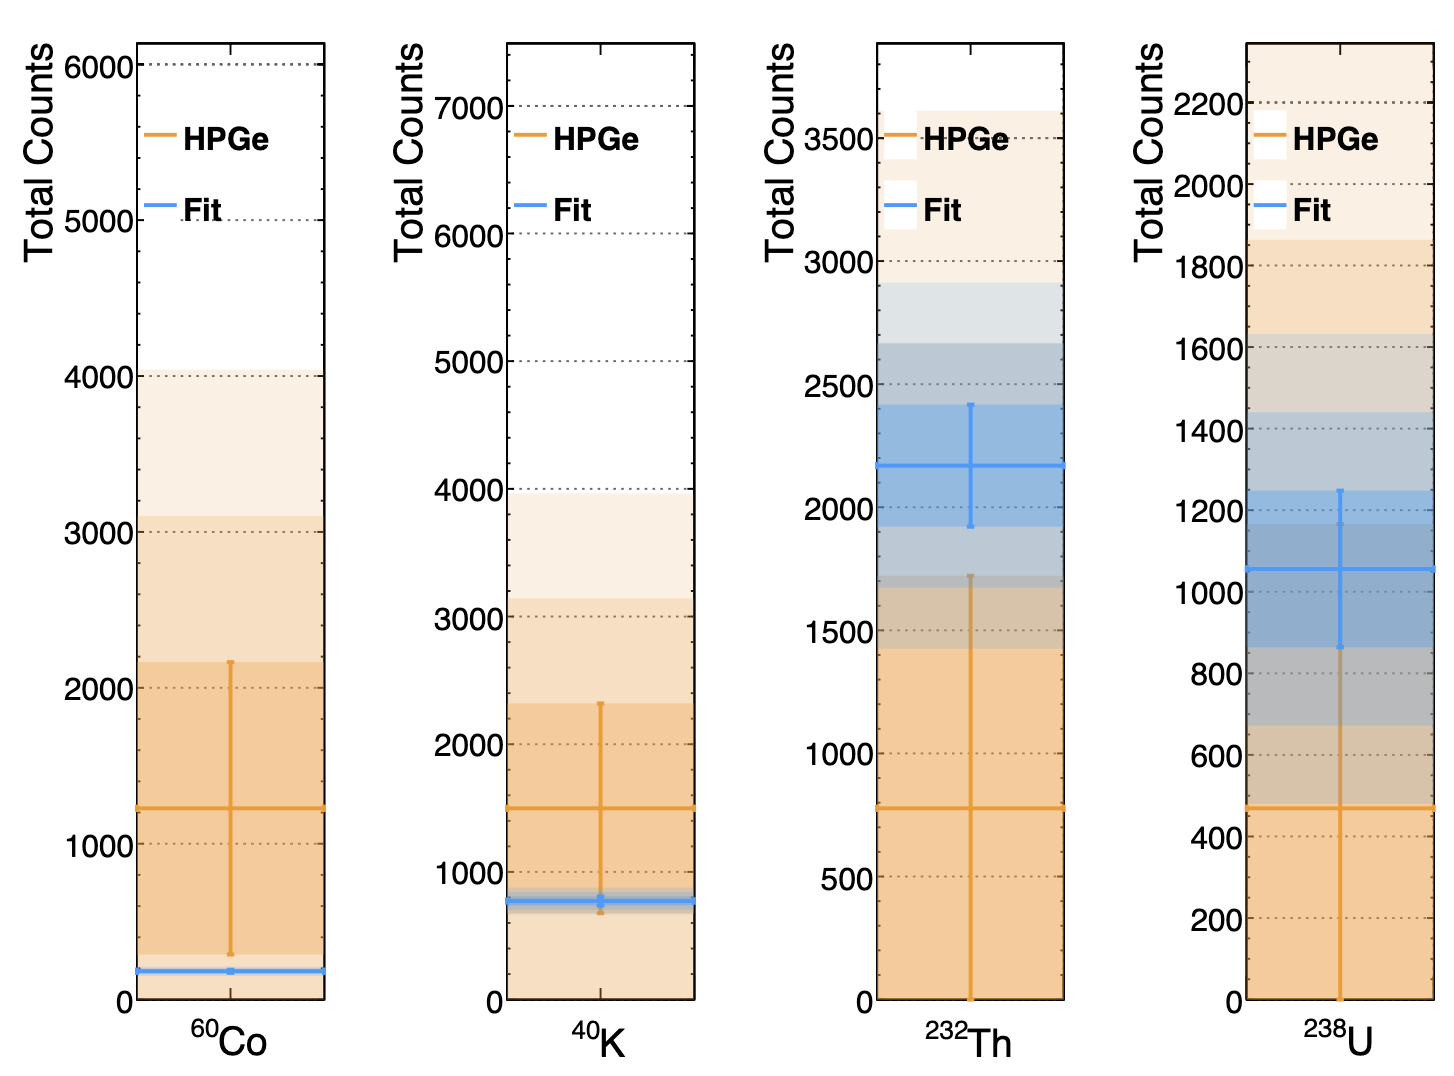 Total Counts
6000
5000
4000
3000
2000
1000
0
HPGe
Fit
⁶⁰Co
Total Counts
7000
6000
5000
4000
3000
2000
1000
0
HPGe
Fit
⁴⁰K
Total Counts
3500
3000
2500
2000
1500
1000
500
0
HPGe
Fit
²³²Th
Total Counts
2200
2000
1800
1600
1400
1200
1000
800
600
400
200
0
HPGe
Fit
²³⁸U